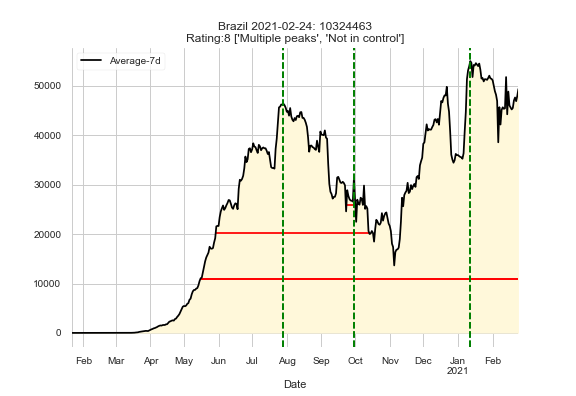 Brazil 2021-02-24: 10324463
Rating:8 ['Multiple peaks', 'Not in control']
Average-7d
50000
40000
30000
20000
10000
0
Feb Mar Apr May Jun Jul Aug Sep Oct Nov Dec Jan Feb
2021
Date